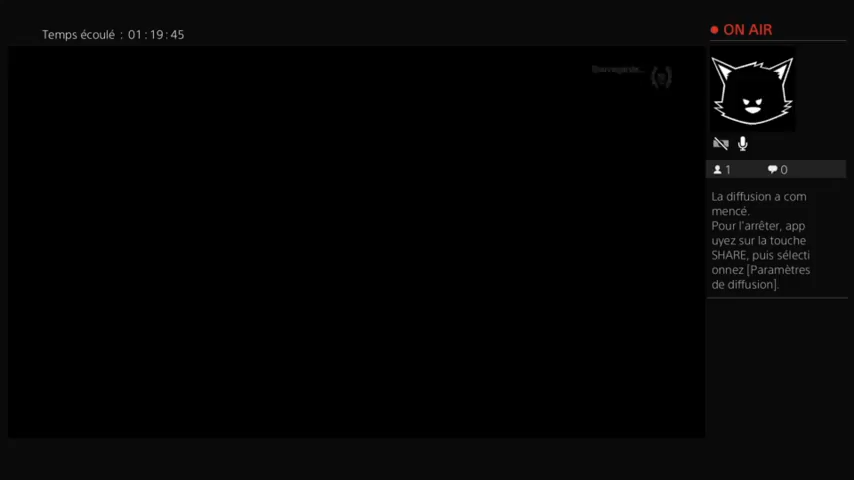 Temps écoulé : 01:19:45
ON AIR
Sauvegarde...
1 0
La diffusion a com
mencé.
Pour l'arrêter, app
uyez sur la touche
SHARE, puis sélecti
onnez [Paramètres
de diffusion].